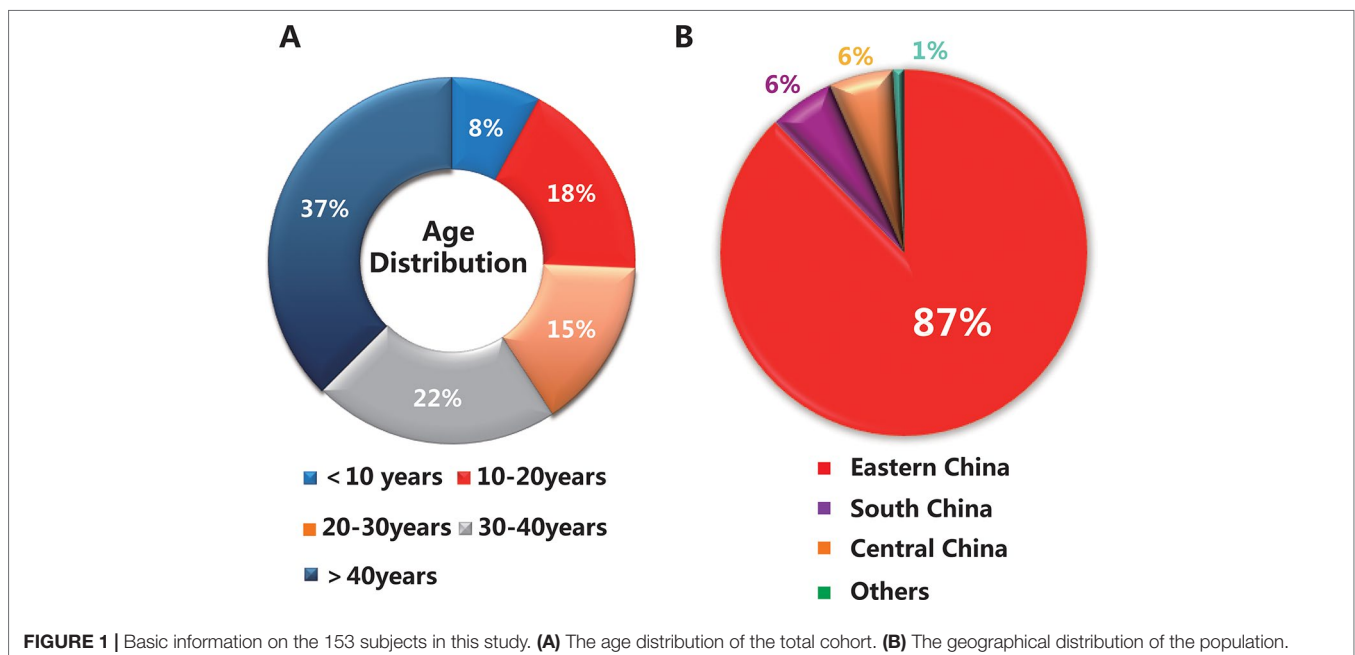 A
8%
18%
15%
22%
37%
Age
Distribution
< 10 years
10-20years
20-30years
30-40years
> 40years
B
6%
6%
1%
87%
Eastern China
South China
Central China
Others
FIGURE 1 | Basic information on the 153 subjects in this study. (A) The age distribution of the total cohort. (B) The geographical distribution of the population.